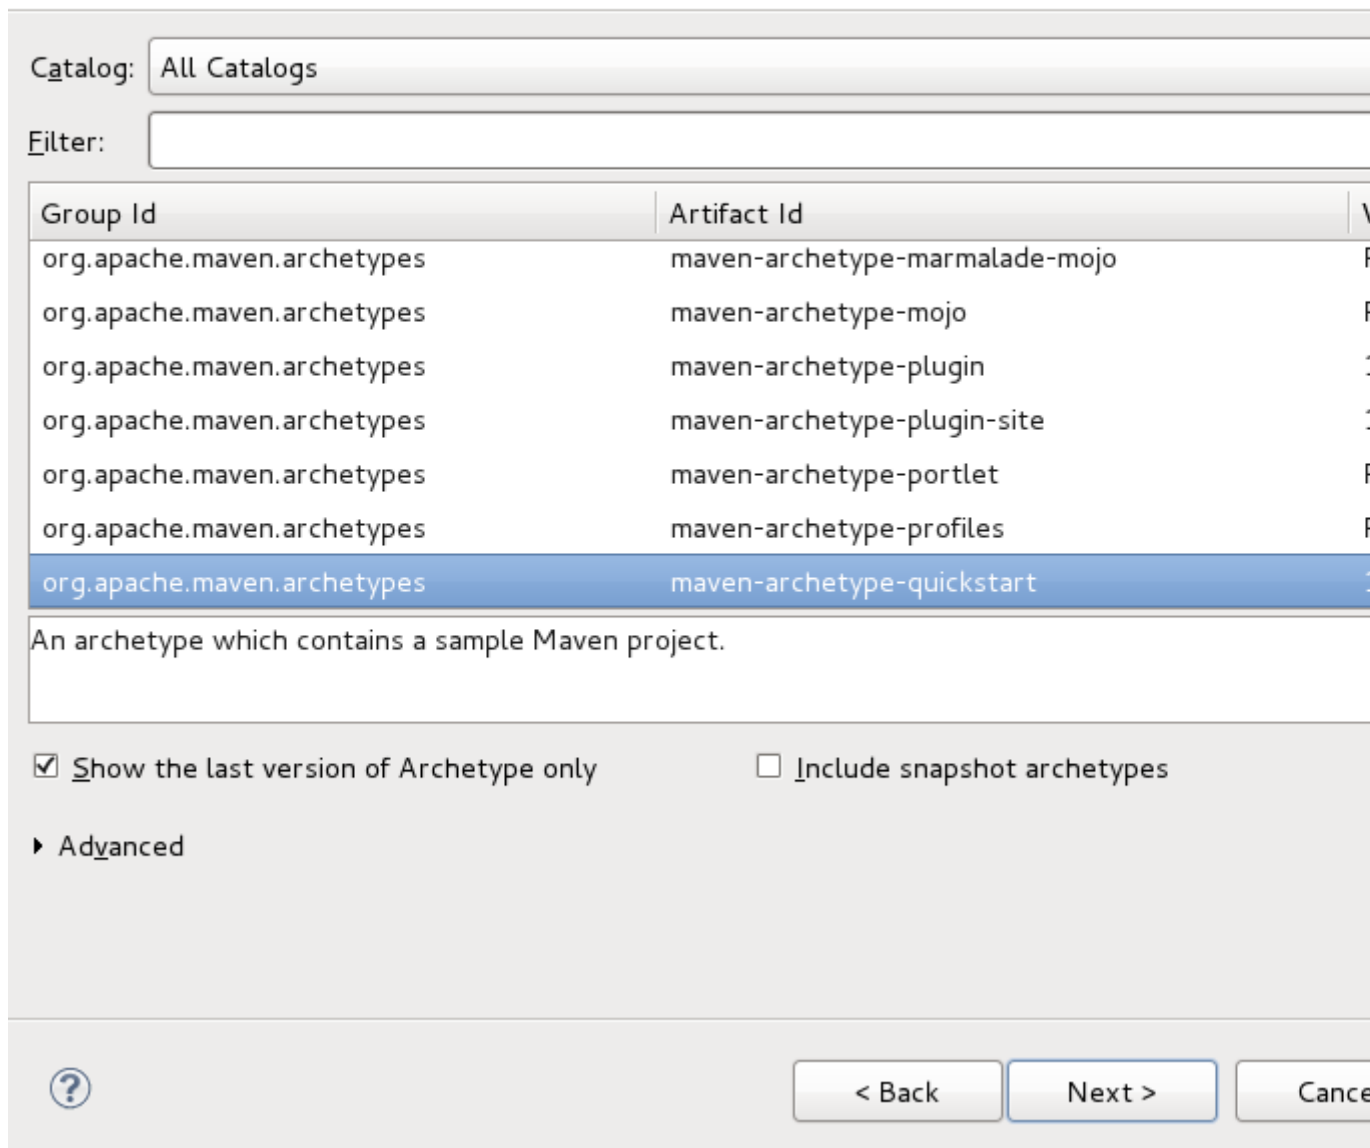 Catalog: All Catalogs
Filter:
Group Id Artifact Id
org.apache.maven.archetypes maven-archetype-marmalade-mojo
org.apache.maven.archetypes maven-archetype-mojo
org.apache.maven.archetypes maven-archetype-plugin
org.apache.maven.archetypes maven-archetype-plugin-site
org.apache.maven.archetypes maven-archetype-portlet
org.apache.maven.archetypes maven-archetype-profiles
org.apache.maven.archetypes maven-archetype-quickstart
An archetype which contains a sample Maven project.
Show the last version of Archetype only Include snapshot archetypes
Advanced
? < Back Next > Cance